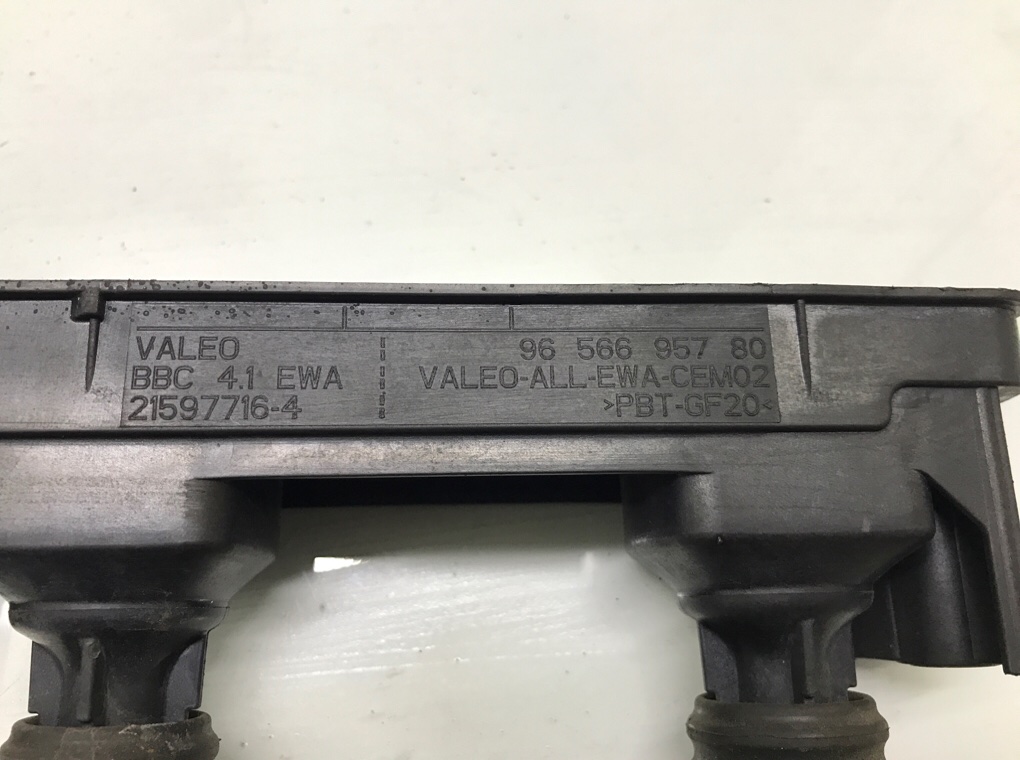 VALEO
BBC 4.1 EWA
21597716-4
96 566 957 80
VALEO-ALL-EWA-CEM02
>PBT-GF20<